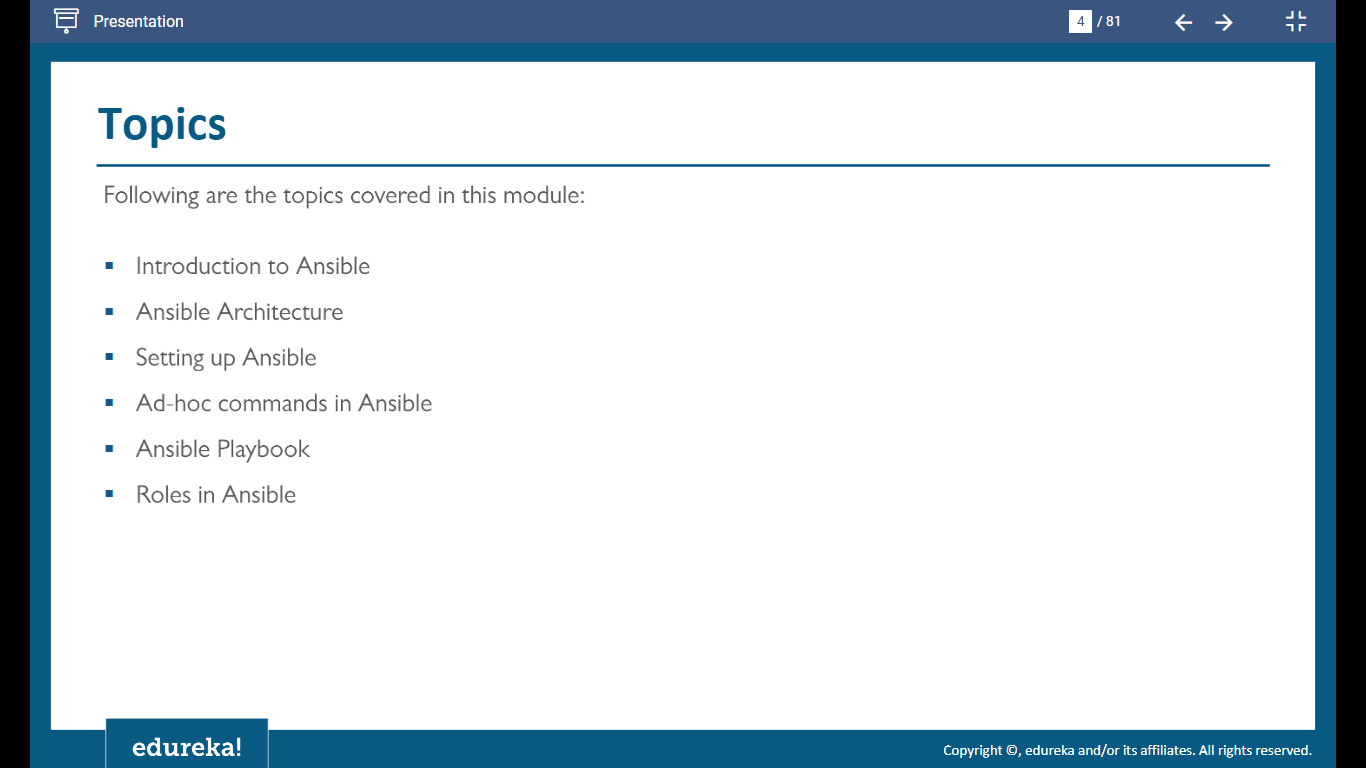 Presentation
4 / 81
Topics
Following are the topics covered in this module:
▪ Introduction to Ansible
▪ Ansible Architecture
▪ Setting up Ansible
▪ Ad-hoc commands in Ansible
▪ Ansible Playbook
▪ Roles in Ansible
edureka!
Copyright ©, edureka and/or its affiliates. All rights reserved.